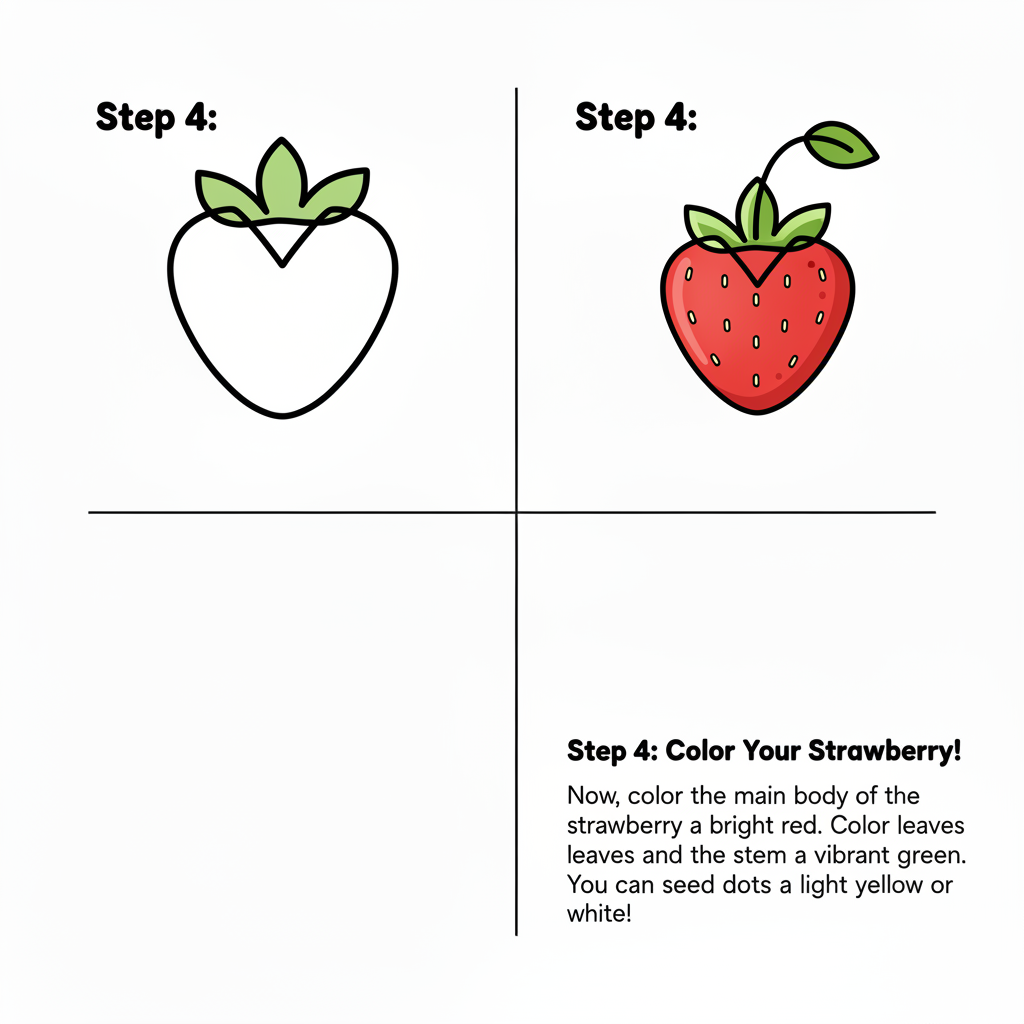 Step 4:
Step 4:
Step 4: Color Your Strawberry!
Now, color the main body of the
strawberry a bright red. Color leaves
leaves and the stem a vibrant green.
You can seed dots a light yellow or
white!